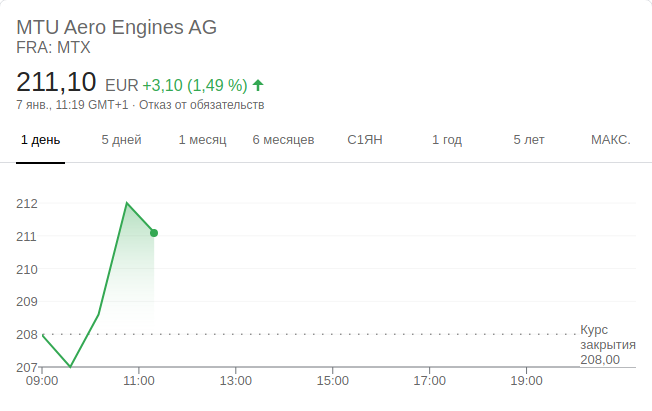 MTU Aero Engines AG
FRA: MTX
211,10 EUR +3,10 (1,49 %)
7 янв., 11:19 GMT+1 · Отказ от обязательств
1 день 5 дней 1 месяц 6 месяцев С1ЯН 1 год 5 лет МАКС.
212
211
210
209
208
Курс
закрытия
208,00
207
09:00 11:00 13:00 15:00 17:00 19:00